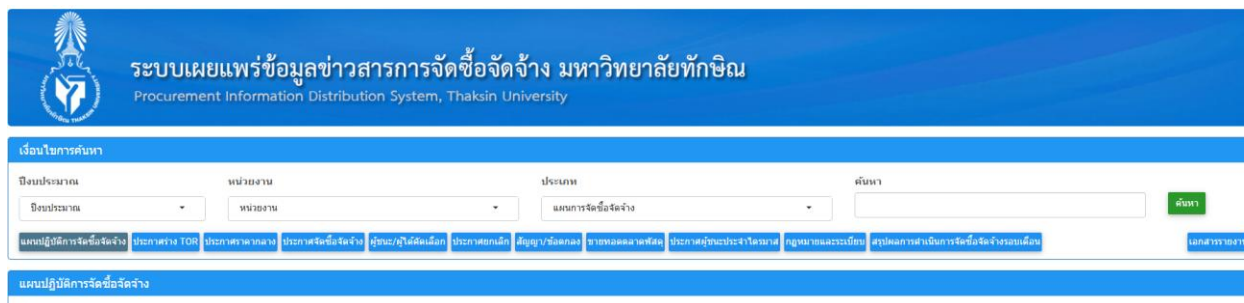 ระบบเผยแพร่ข้อมูลข่าวสารการจัดซื้อจัดจ้าง มหาวิทยาลัยทักษิณ
Procurement Information Distribution System, Thaksin University
เงื่อนไขการค้นหา
ปีงบประมาณ หน่วยงาน ประเภท ค้นหา
ปีงบประมาณ หน่วยงาน แผนการจัดซื้อจัดจ้าง ค้นหา
แผนปฏิบัติการจัดซื้อจัดจ้าง ประกาศร่าง TOR ประกาศราคากลาง ประกาศจัดซื้อจัดจ้าง ผู้ชนะ/ผู้ได้คัดเลือก ประกาศยกเลิก สัญญา/ข้อตกลง ขายทอดตลาดพัสดุ ประกาศผู้ชนะประจำไตรมาส กฎหมายและระเบียบ สรุปผลการดำเนินการจัดซื้อจัดจ้างรอบเดือน เอกสารรายงาน
แผนปฏิบัติการจัดซื้อจัดจ้าง